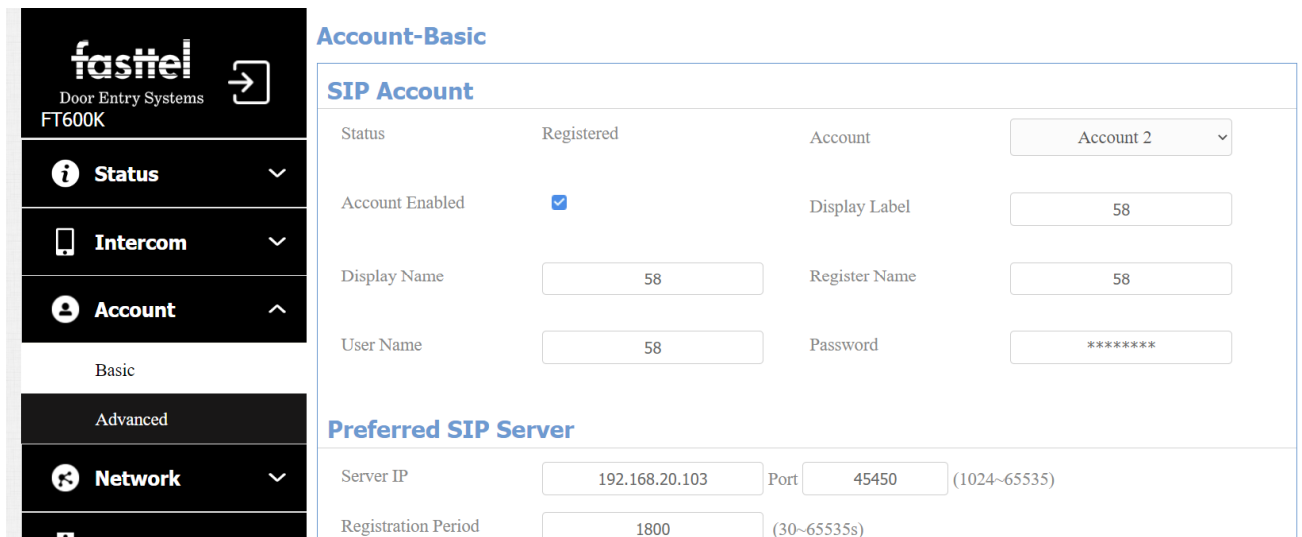 fasttel
Door Entry Systems
FT600K
Status
Intercom
Account
Basic
Advanced
Network
Account-Basic
SIP Account
Status Registered Account Account 2
Account Enabled Display Label 58
Display Name 58 Register Name 58
User Name 58 Password ********
Preferred SIP Server
Server IP 192.168.20.103 Port 45450 (1024~65535)
Registration Period 1800 (30~65535s)